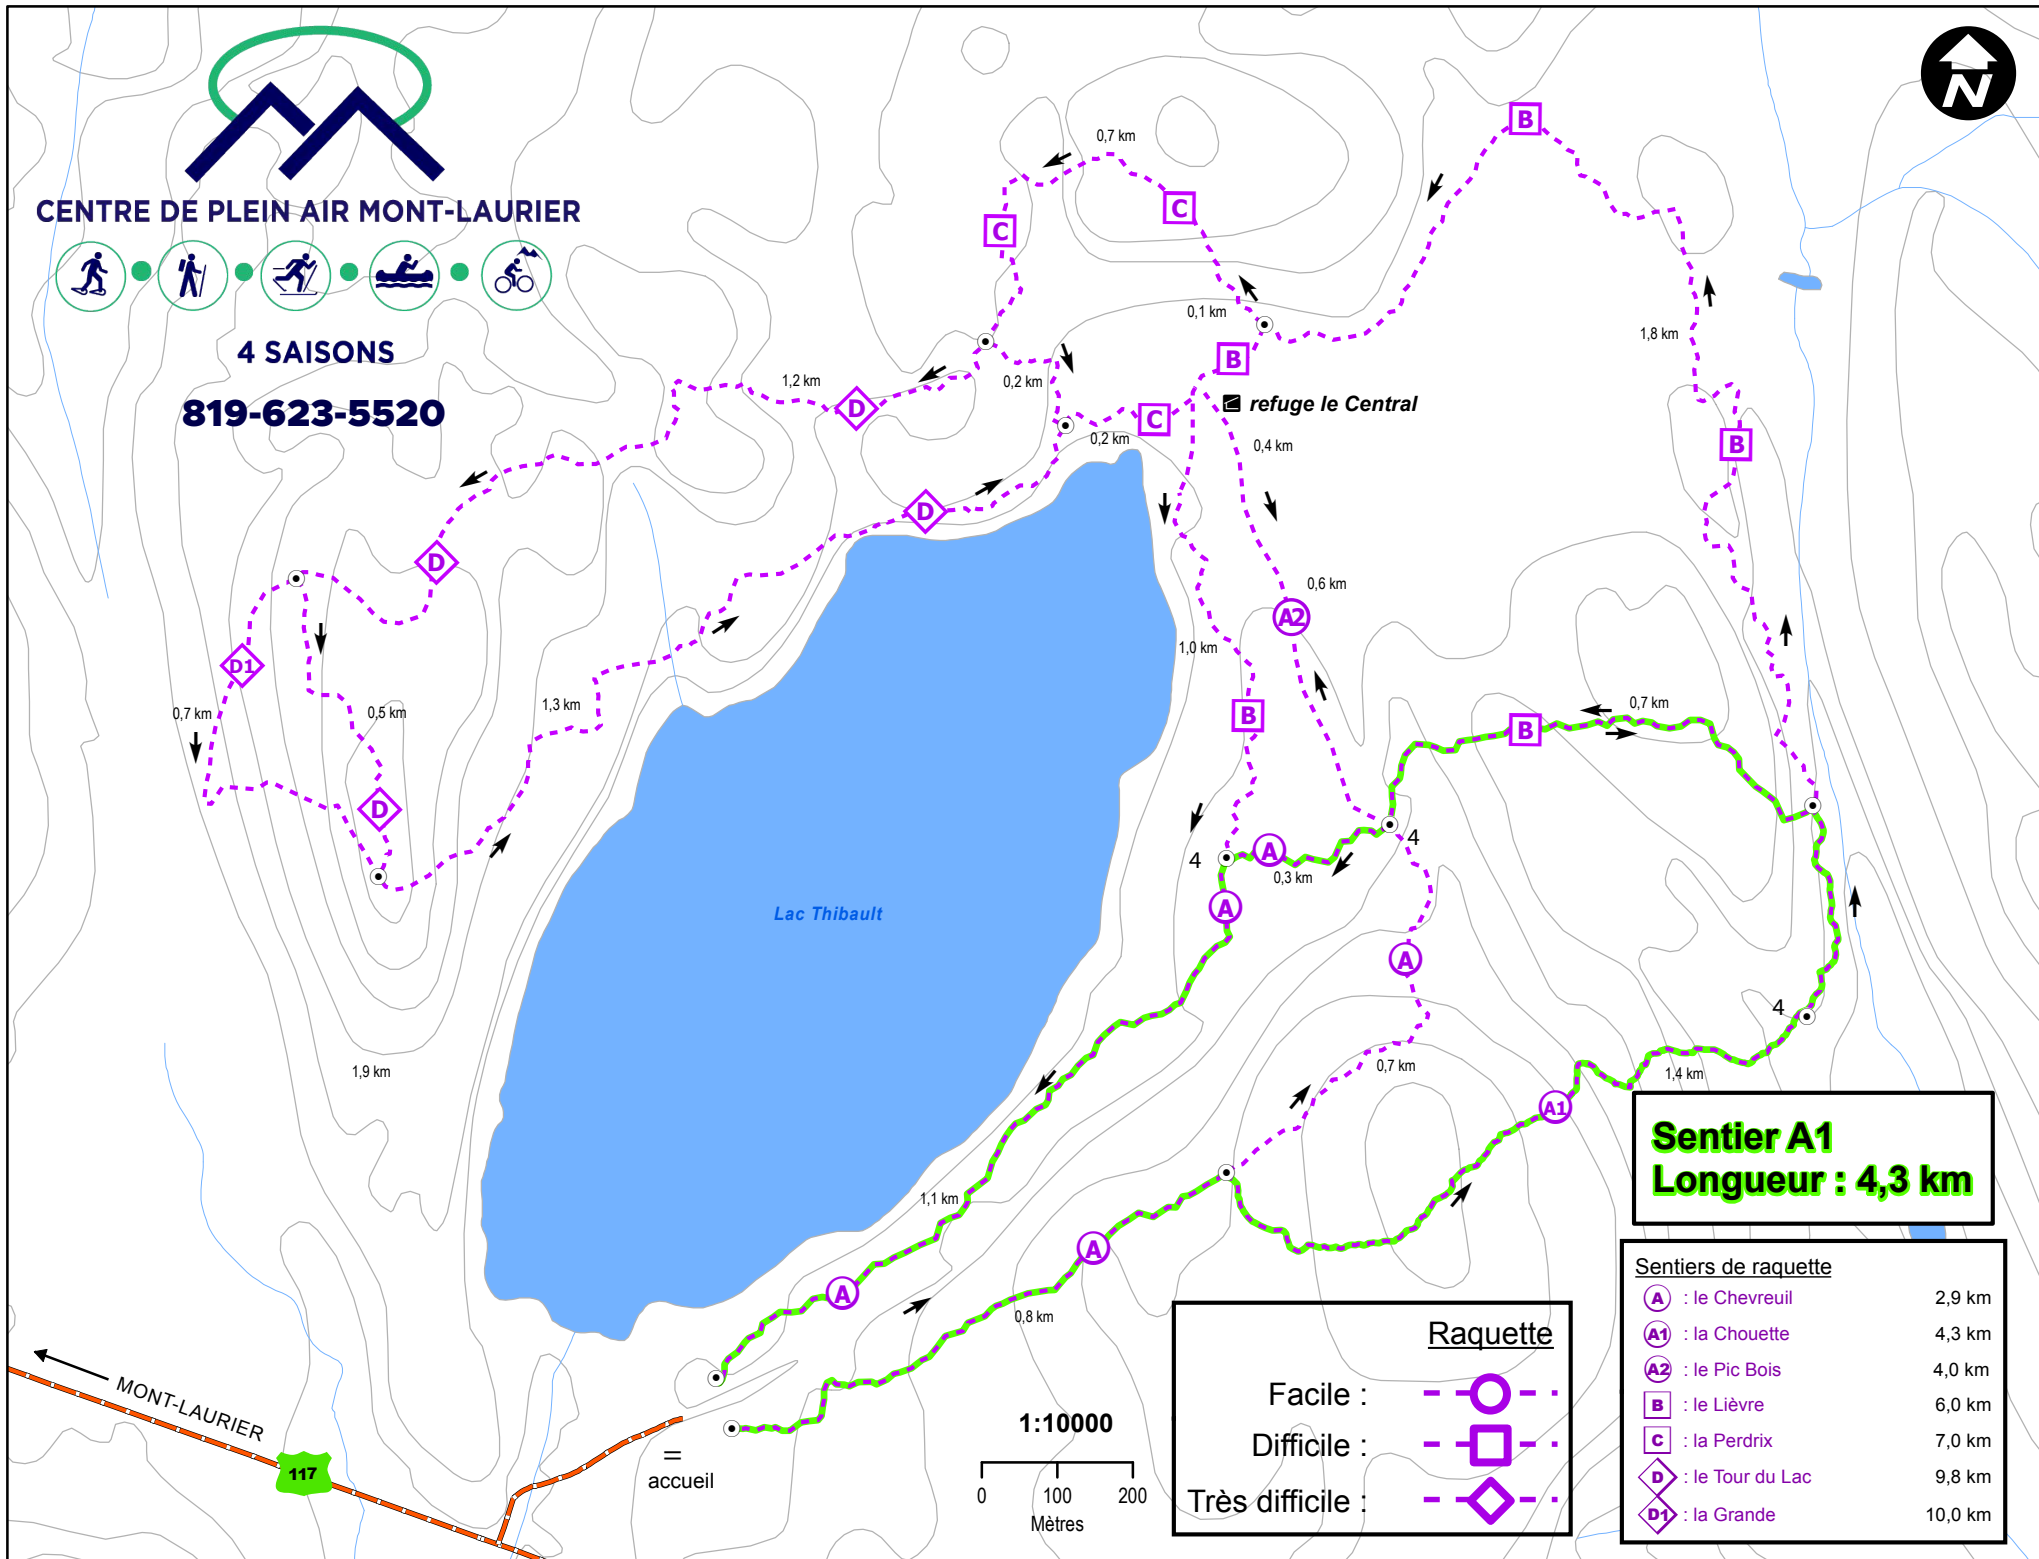 CENTRE DE PLEIN AIR MONT-LAURIER
4 SAISONS
819-623-5520
N
B
0,7 km
C
C
0,1 km
1,8 km
B
1,2 km
0,2 km
D
refuge le Central
C
0,2 km
0,4 km
B
D
D
0,6 km
A2
1,0 km
D1
0,7 km
0,5 km
1,3 km
B
0,7 km
B
D
4
A
4
0,3 km
A
Lac Thibault
A
4
1,9 km
0,7 km
1,4 km
A1
Sentier A1
Longueur : 4,3 km
1,1 km
A
A
0,8 km
MONT-LAURIER
117
=
accueil
1:10000
0 100 200
Mètres
Raquette
Facile :
Difficile :
Très difficile :
Sentiers de raquette
A : le Chevreuil 2,9 km
A1 : la Chouette 4,3 km
A2 : le Pic Bois 4,0 km
B : le Lièvre 6,0 km
C : la Perdrix 7,0 km
D : le Tour du Lac 9,8 km
D1 : la Grande 10,0 km